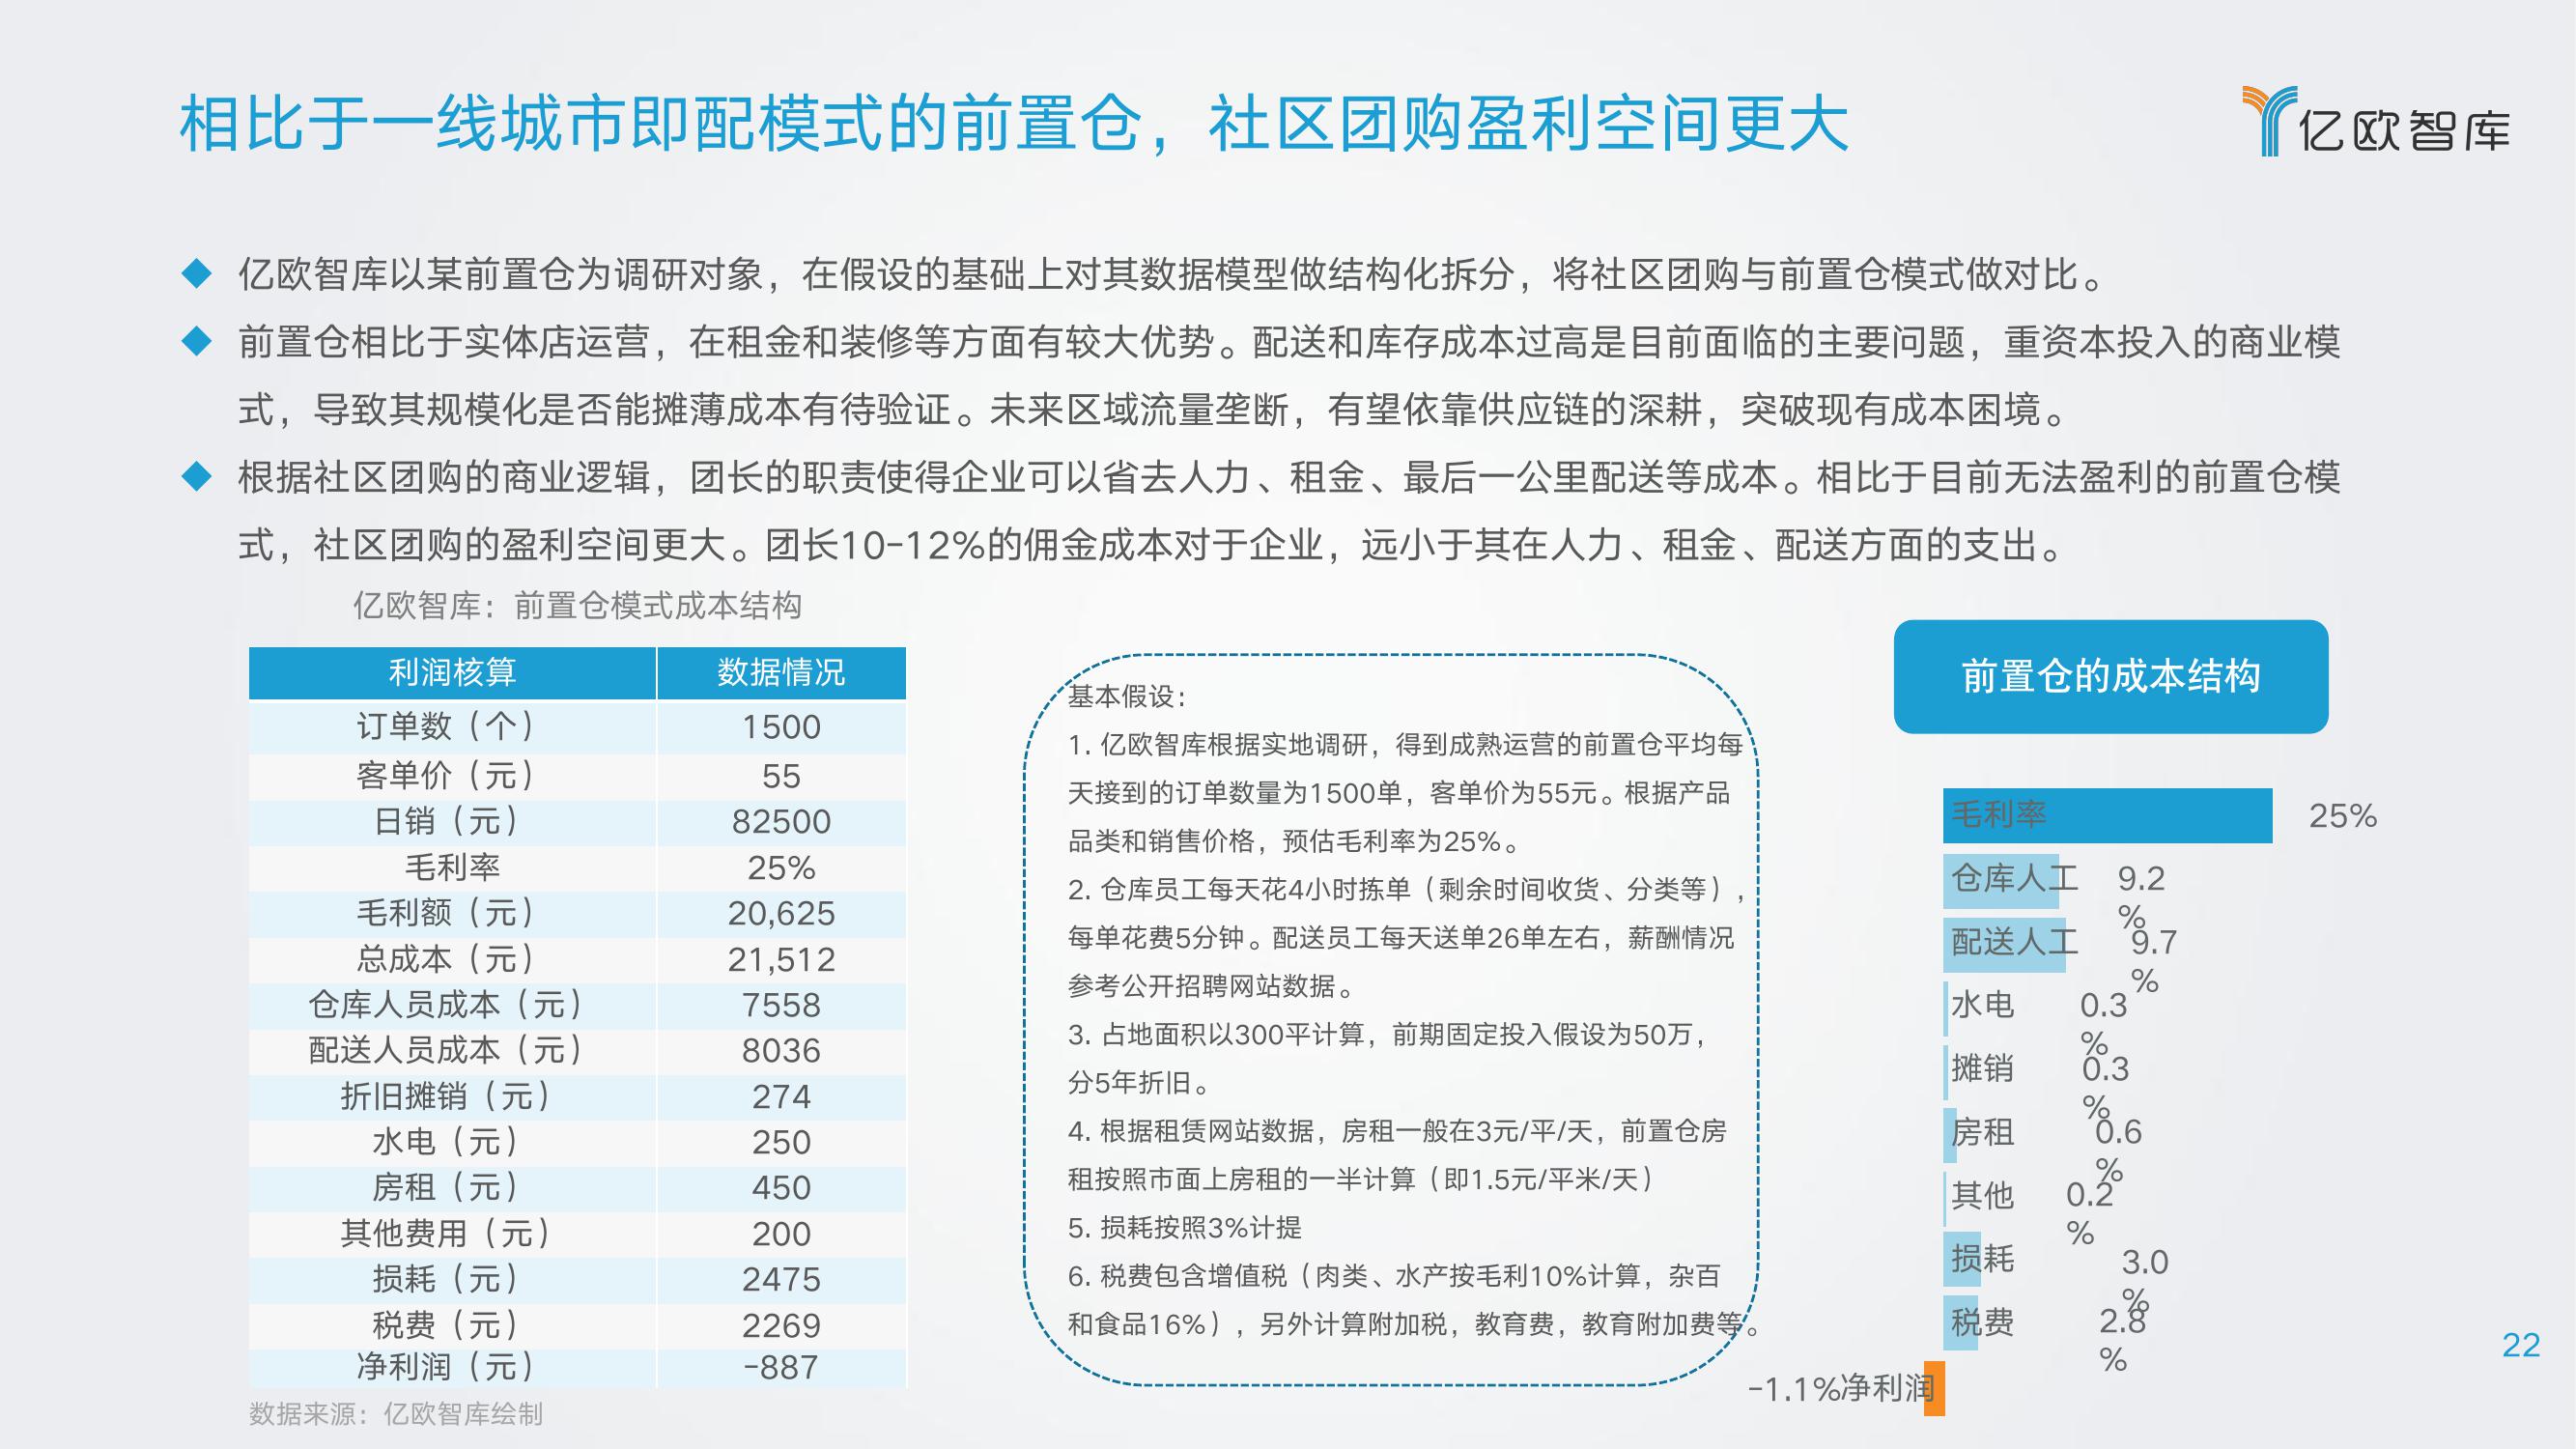 相比于一线城市即配模式的前置仓，社区团购盈利空间更大
亿欧智库
◆ 亿欧智库以某前置仓为调研对象，在假设的基础上对其数据模型做结构化拆分，将社区团购与前置仓模式做对比。
◆ 前置仓相比于实体店运营，在租金和装修等方面有较大优势。配送和库存成本过高是目前面临的主要问题，重资本投入的商业模
式，导致其规模化是否能摊薄成本有待验证。未来区域流量垄断，有望依靠供应链的深耕，突破现有成本困境。
◆ 根据社区团购的商业逻辑，团长的职责使得企业可以省去人力、租金、最后一公里配送等成本。相比于目前无法盈利的前置仓模
式，社区团购的盈利空间更大。团长10-12%的佣金成本对于企业，远小于其在人力、租金、配送方面的支出。
亿欧智库：前置仓模式成本结构
利润核算 数据情况
订单数（个） 1500
客单价（元） 55
日销（元） 82500
毛利率 25%
毛利额（元） 20,625
总成本（元） 21,512
仓库人员成本（元） 7558
配送人员成本（元） 8036
折旧摊销（元） 274
水电（元） 250
房租（元） 450
其他费用（元） 200
损耗（元） 2475
税费（元） 2269
净利润（元） -887
数据来源：亿欧智库绘制
基本假设：
1. 亿欧智库根据实地调研，得到成熟运营的前置仓平均每
天接到的订单数量为1500单，客单价为55元。根据产品
品类和销售价格，预估毛利率为25%。
2. 仓库员工每天花4小时拣单（剩余时间收货、分类等），
每单花费5分钟。配送员工每天送单26单左右，薪酬情况
参考公开招聘网站数据。
3. 占地面积以300平计算，前期固定投入假设为50万，
分5年折旧。
4. 根据租赁网站数据，房租一般在3元/平/天，前置仓房
租按照市面上房租的一半计算（即1.5元/平米/天）
5. 损耗按照3%计提
6. 税费包含增值税（肉类、水产按毛利10%计算，杂百
和食品16%），另外计算附加税，教育费，教育附加费等。
前置仓的成本结构
毛利率 25%
仓库人工 9.2%
配送人工 9.7%
水电 0.3%
摊销 0.3%
房租 0.6%
其他 0.2%
损耗 3.0%
税费 2.8%
-1.1%净利润
22